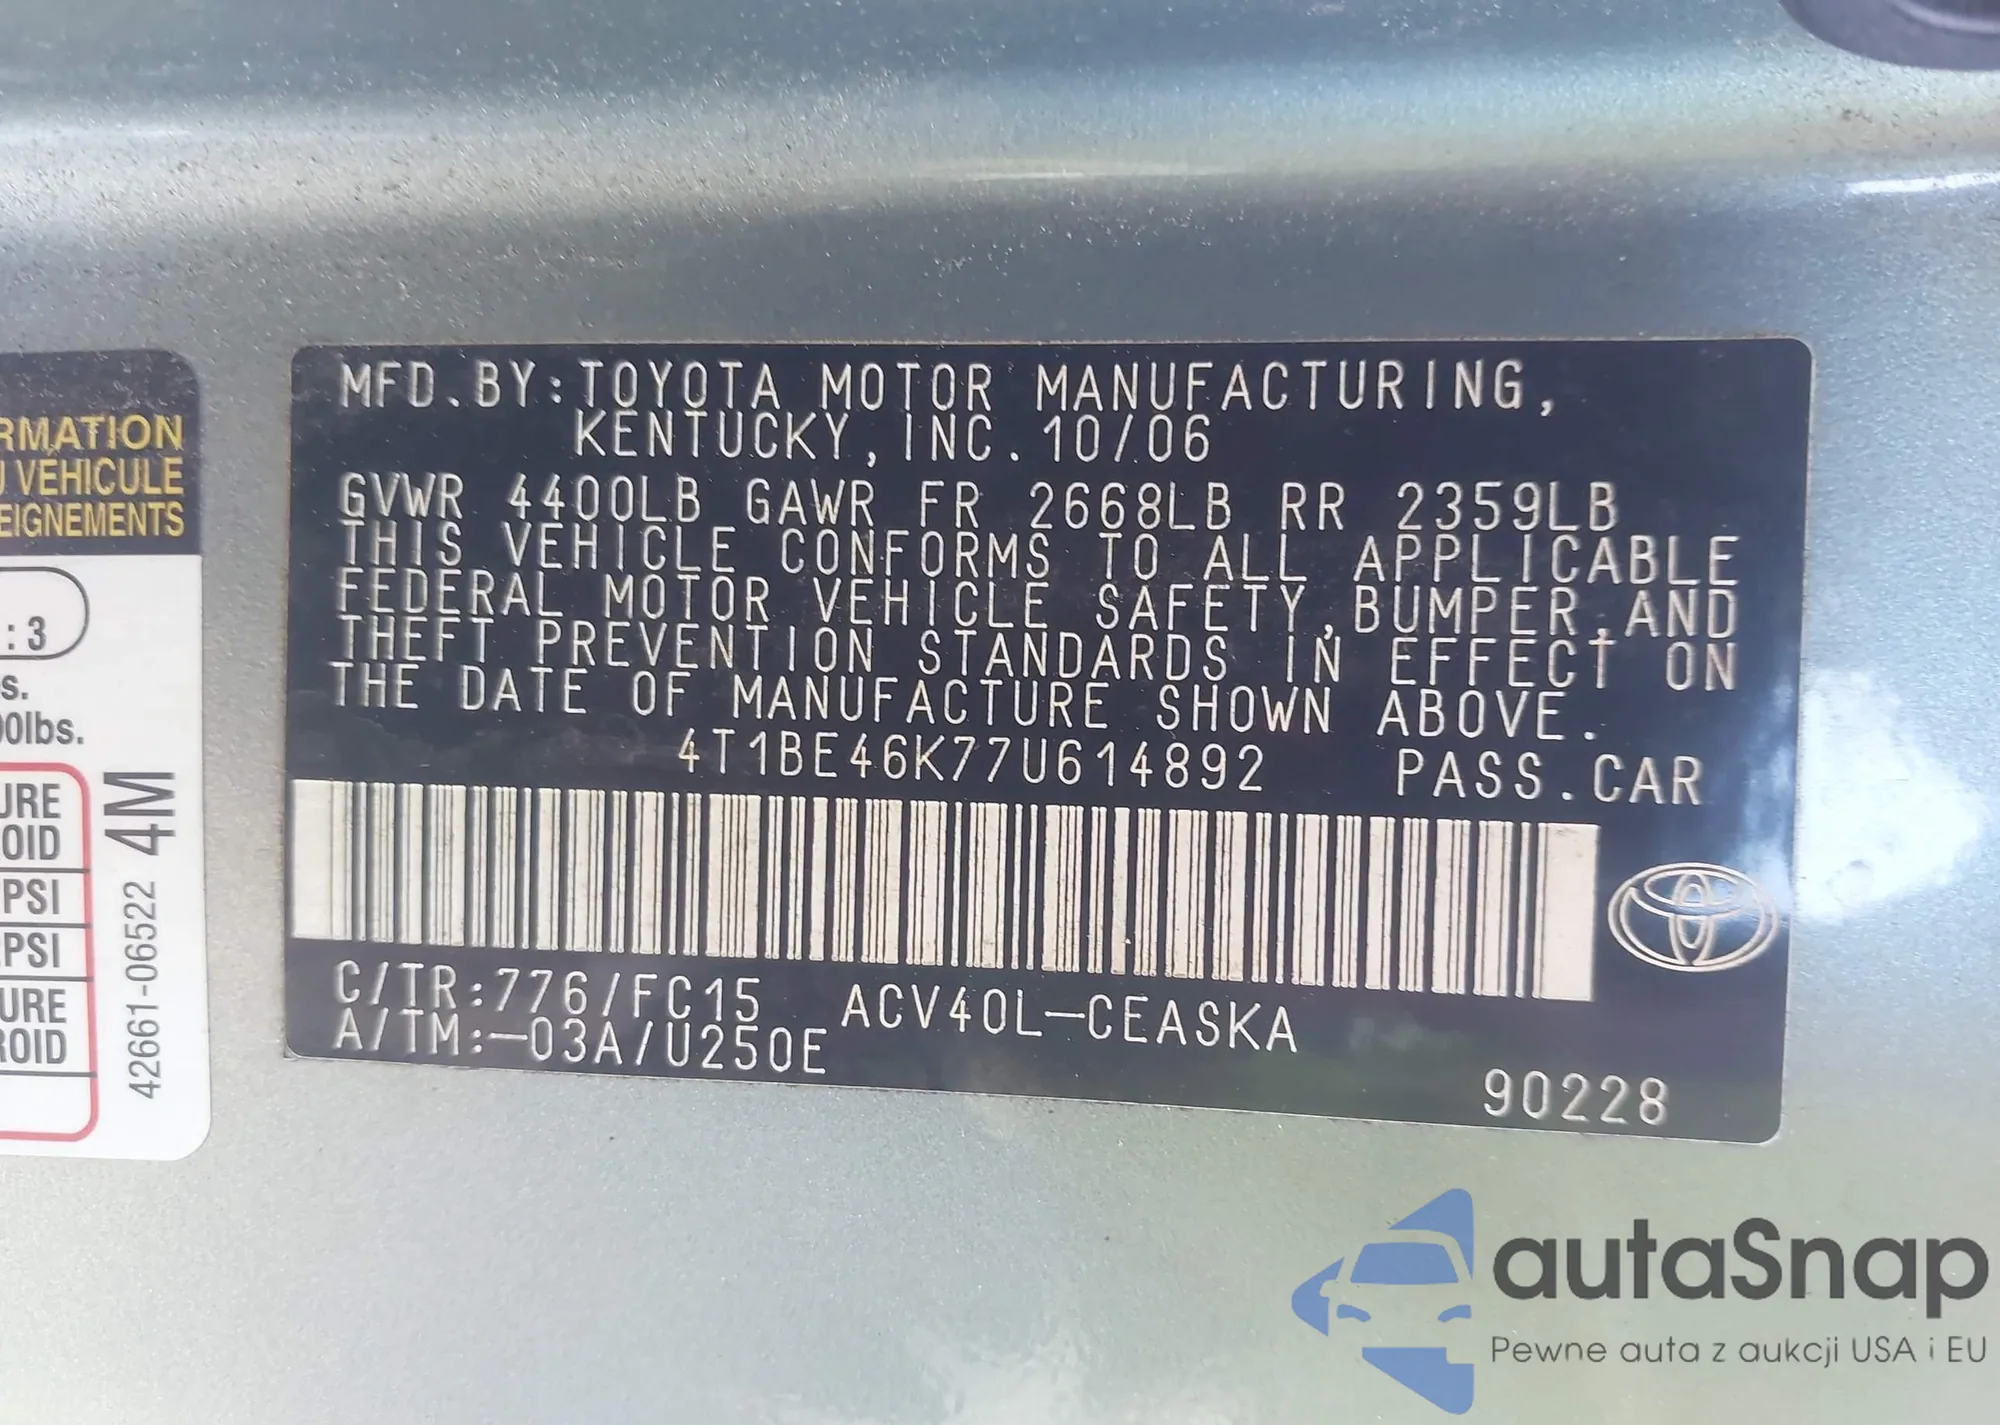 MFD.BY:TOYOTA MOTOR MANUFACTURING,
KENTUCKY,INC.10/06
GVWR 4400LB GAWR FR 2668LB RR 2359LB
THIS VEHICLE CONFORMS TO ALL APPLICABLE
FEDERAL MOTOR VEHICLE SAFETY,BUMPER,AND
THEFT PREVENTION STANDARDS IN EFFECT ON
THE DATE OF MANUFACTURE SHOWN ABOVE.
4T1BE46K77U614892 PASS.CAR
C/TR:776/FC15 ACV40L-CEASKA
A/TM:-03A/U250E
90228
RMATION
U VÉHICULE
EIGNEMENTS
: 3
s.
00lbs.
URE
OID
PSI
PSI
URE
ROID
42661-06522 4M
autaSnap
Pewne auta z aukcji USA i EU